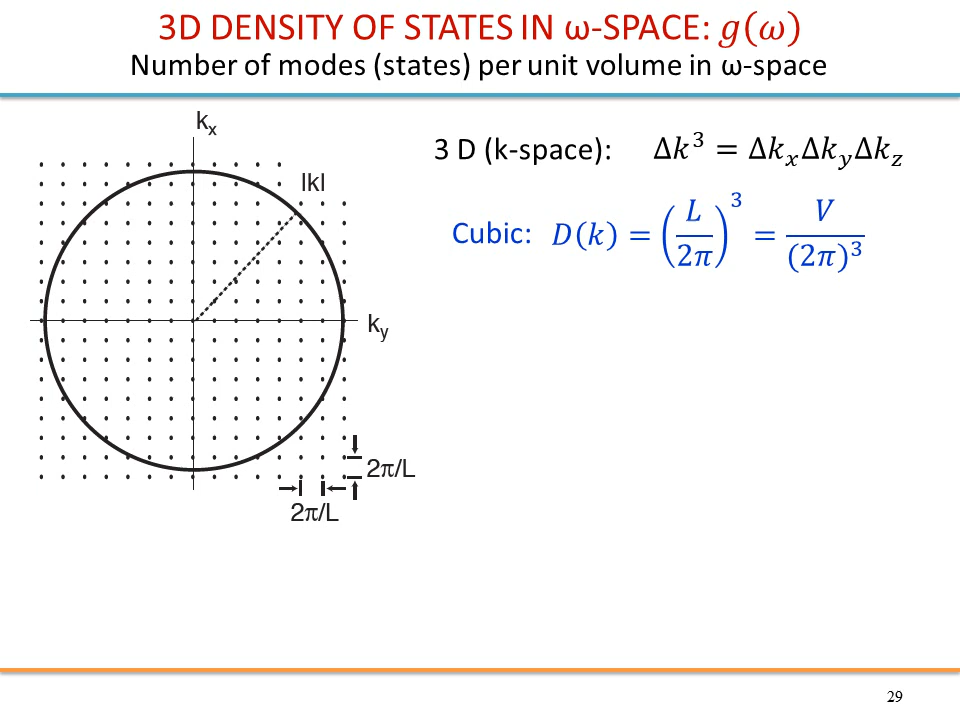 3D DENSITY OF STATES IN ω-SPACE: 𝑔(𝜔)
Number of modes (states) per unit volume in ω-space
kx
|k|
ky
2π/L
2π/L
3 D (k-space): Δ𝑘³ = Δ𝑘𝑥Δ𝑘𝑦Δ𝑘𝑧
Cubic: 𝐷(𝑘) = (𝐿/2𝜋)³ = 𝑉/(2𝜋)³
29